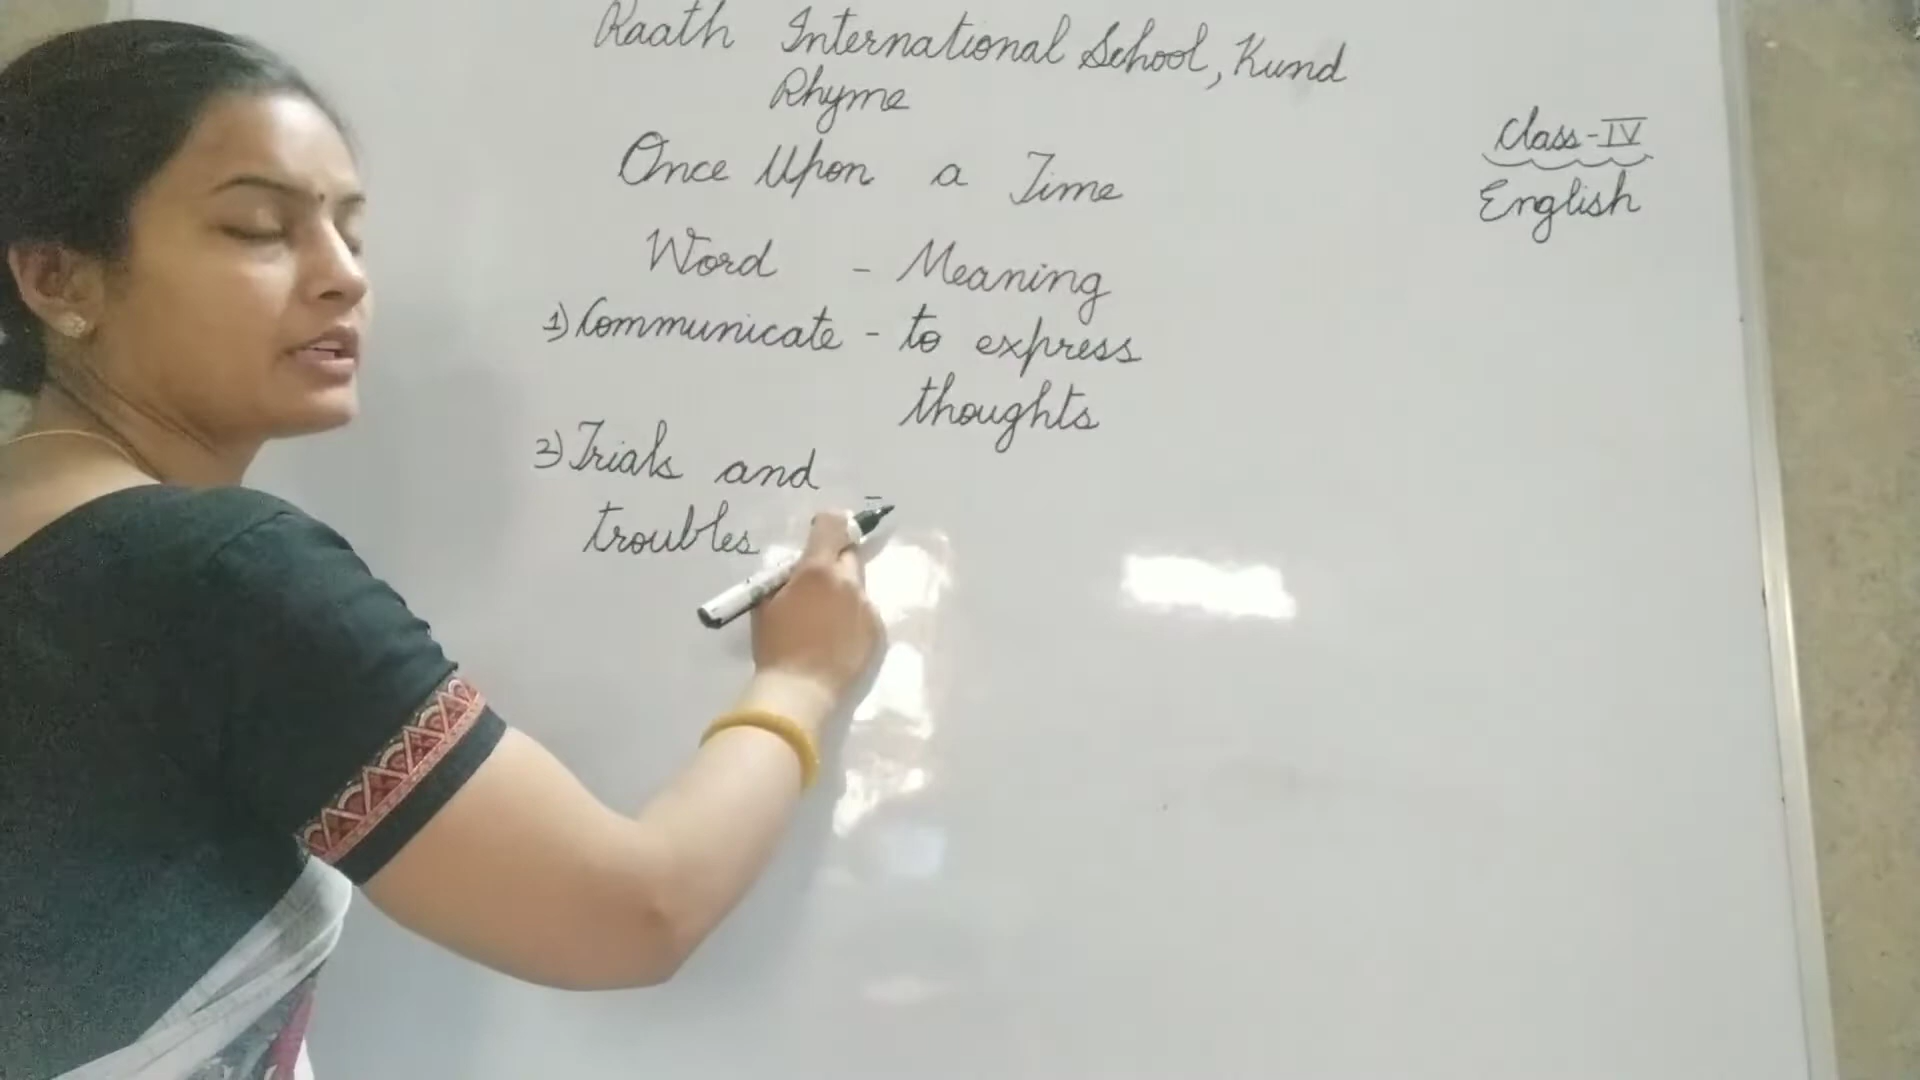 Raath International School, Kund
Rhyme
Class-IV
English
Once Upon a Time
Word - Meaning
1) Communicate - to express
thoughts
2) Trials and
troubles -